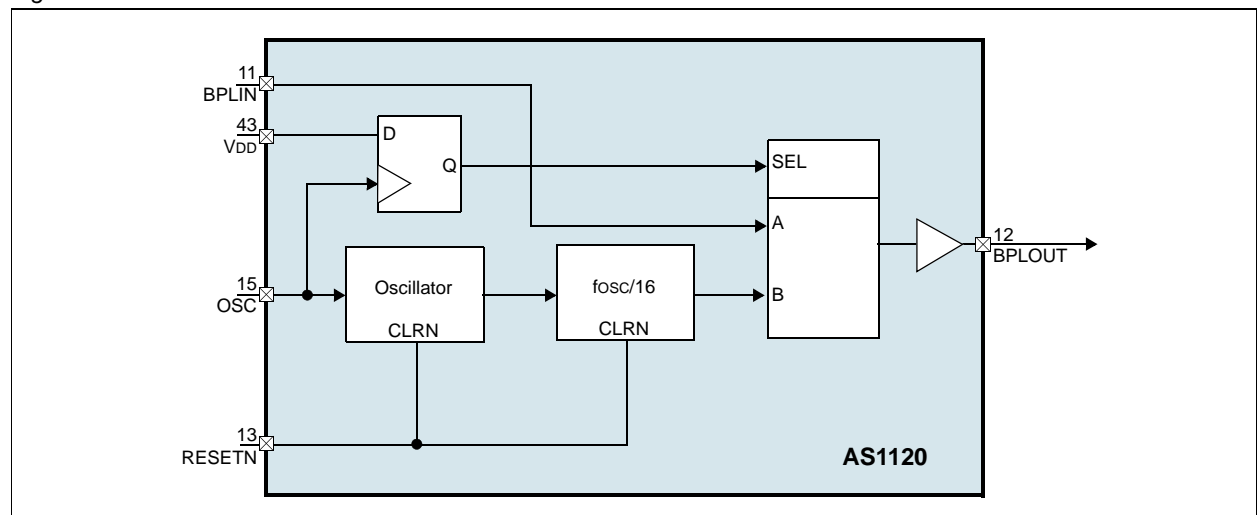 11
BPLIN
43
VDD
D
Q
SEL
A
15
OSC
Oscillator
CLRN
fosc/16
CLRN
B
12
BPLOUT
13
RESETN
AS1120